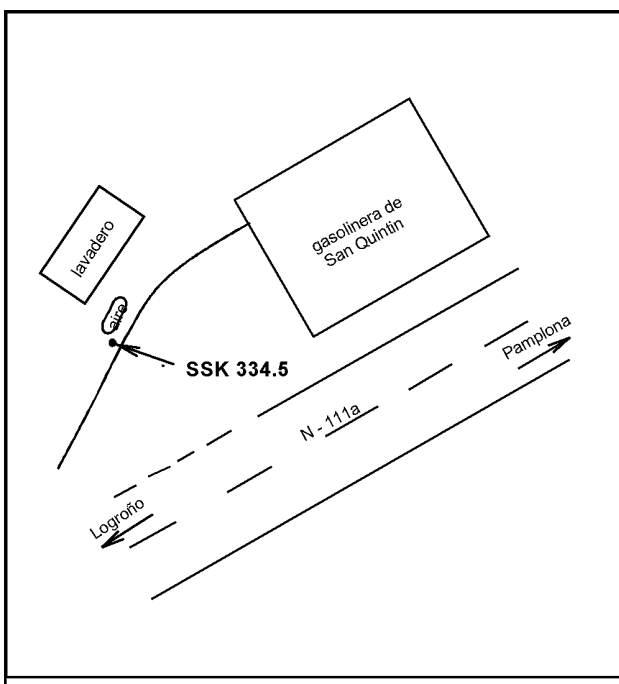 lavadero
gasolinera de
San Quintin
aire
SSK 334.5
Pamplona
N - 111a
Logroño